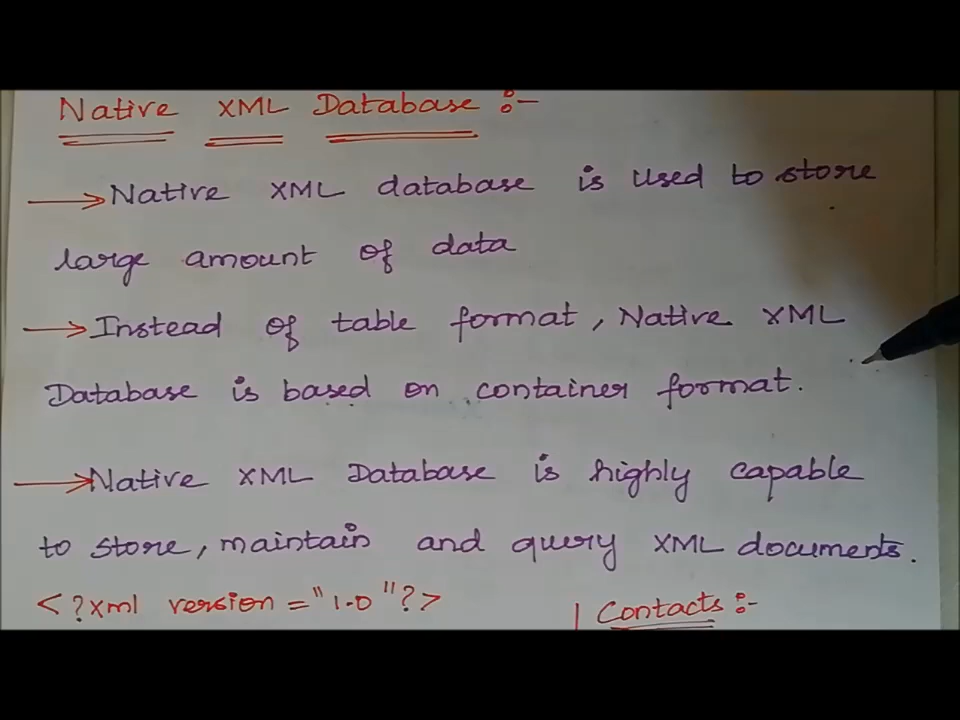 Native XML Database :-
→ Native XML database is used to store
large amount of data
→ Instead of table format, Native XML
Database is based on container format.
→ Native XML Database is highly capable
to store, maintain and query XML documents.
<?xml version="1.0"?>
| Contacts :-